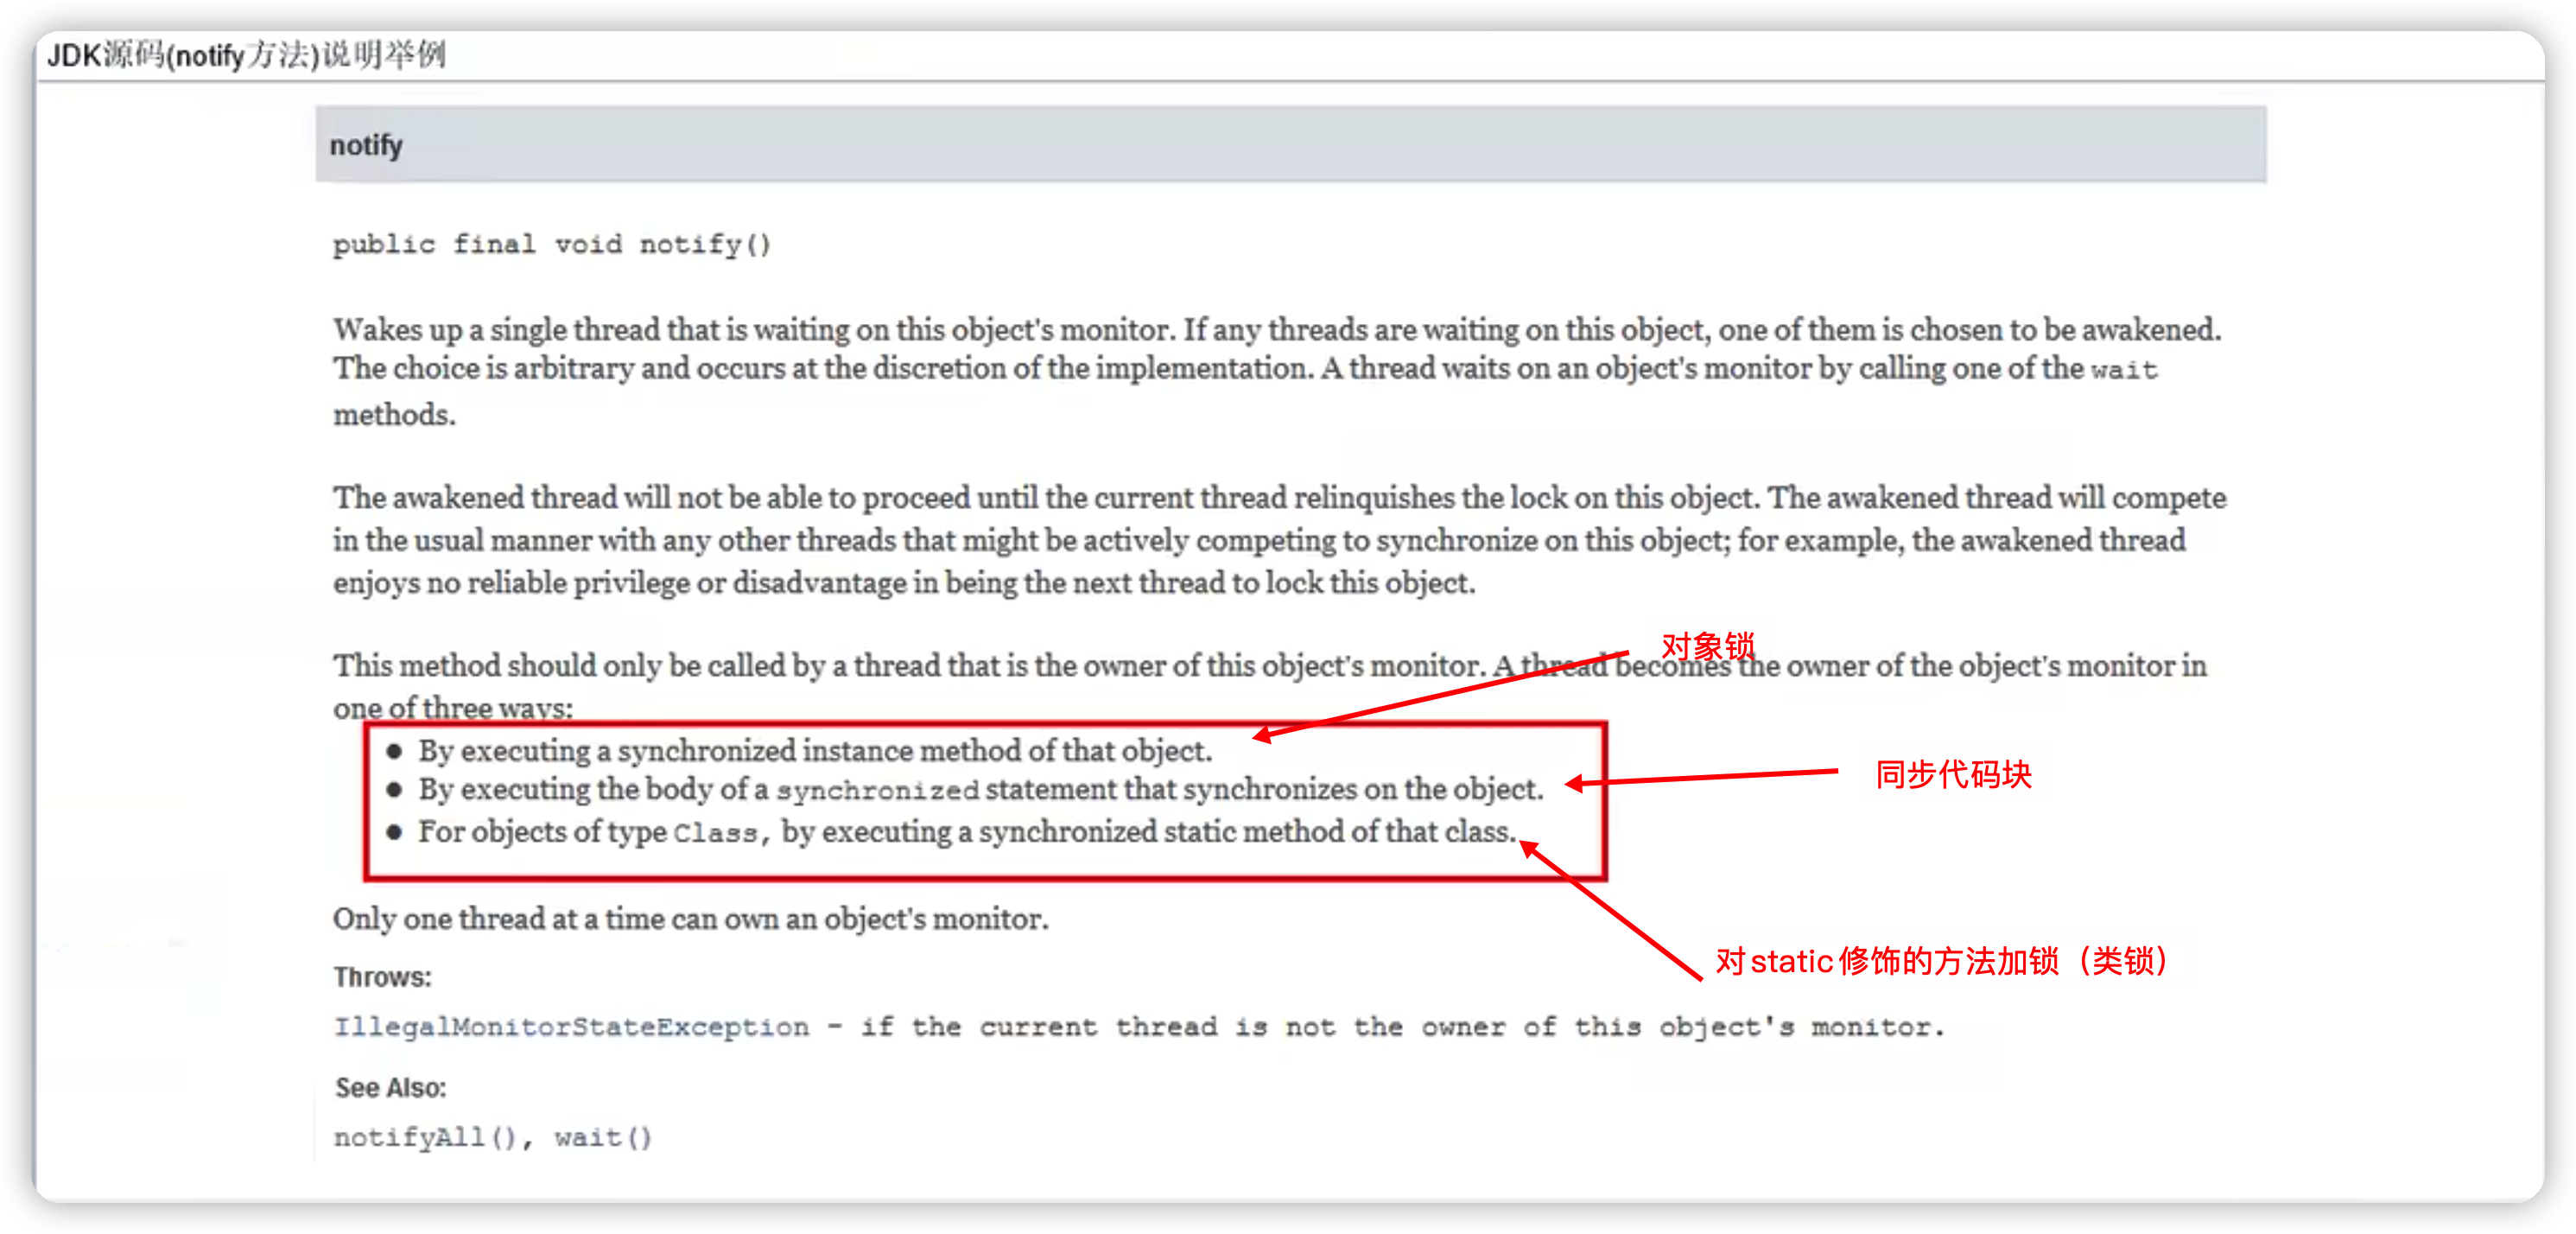 JDK源码(notify方法)说明举例
notify
public final void notify()
Wakes up a single thread that is waiting on this object's monitor. If any threads are waiting on this object, one of them is chosen to be awakened.
The choice is arbitrary and occurs at the discretion of the implementation. A thread waits on an object's monitor by calling one of the wait
methods.
The awakened thread will not be able to proceed until the current thread relinquishes the lock on this object. The awakened thread will compete
in the usual manner with any other threads that might be actively competing to synchronize on this object; for example, the awakened thread
enjoys no reliable privilege or disadvantage in being the next thread to lock this object.
对象锁
This method should only be called by a thread that is the owner of this object's monitor. A thread becomes the owner of the object's monitor in
one of three ways:
● By executing a synchronized instance method of that object.
● By executing the body of a synchronized statement that synchronizes on the object.
同步代码块
● For objects of type Class, by executing a synchronized static method of that class.
Only one thread at a time can own an object's monitor.
对static修饰的方法加锁（类锁）
Throws:
IllegalMonitorStateException - if the current thread is not the owner of this object's monitor.
See Also:
notifyAll(), wait()